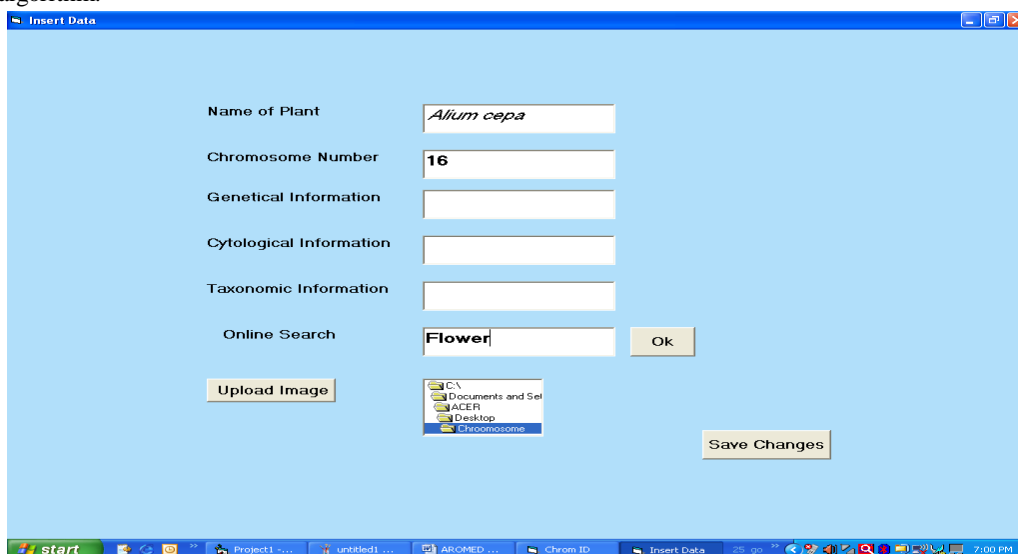 Insert Data
Name of Plant Alium cepa
Chromosome Number 16
Genetical Information
Cytological Information
Taxonomic Information
Online Search Flower Ok
Upload Image
C:\
Documents and Set
ACER
Desktop
Chroomosome
Save Changes
start Project1 -... untitled1 ... AROMED ... Chrom ID Insert Data 25 go » 7:00 PM